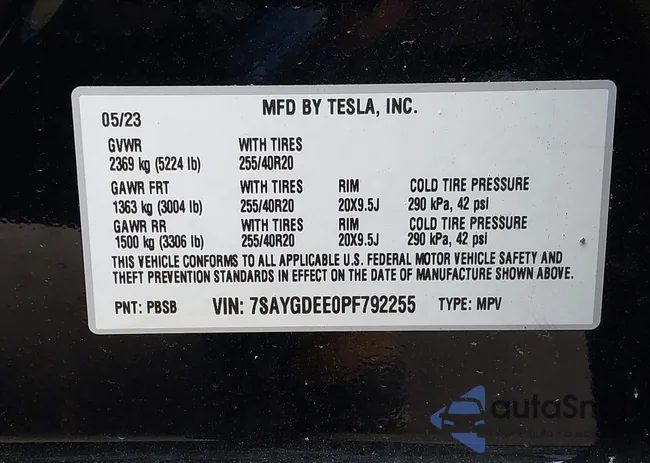 MFD BY TESLA, INC.
05/23
GVWR WITH TIRES
2369 kg (5224 lb) 255/40R20
GAWR FRT WITH TIRES RIM COLD TIRE PRESSURE
1363 kg (3004 lb) 255/40R20 20X9.5J 290 kPa, 42 psi
GAWR RR WITH TIRES RIM COLD TIRE PRESSURE
1500 kg (3306 lb) 255/40R20 20X9.5J 290 kPa, 42 psi
THIS VEHICLE CONFORMS TO ALL APPLICABLE U.S. FEDERAL MOTOR VEHICLE SAFETY AND
THEFT PREVENTION STANDARDS IN EFFECT ON THE DATE OF MANUFACTURE SHOWN ABOVE.
PNT: PBSB VIN: 7SAYGDEE0PF792255 TYPE: MPV